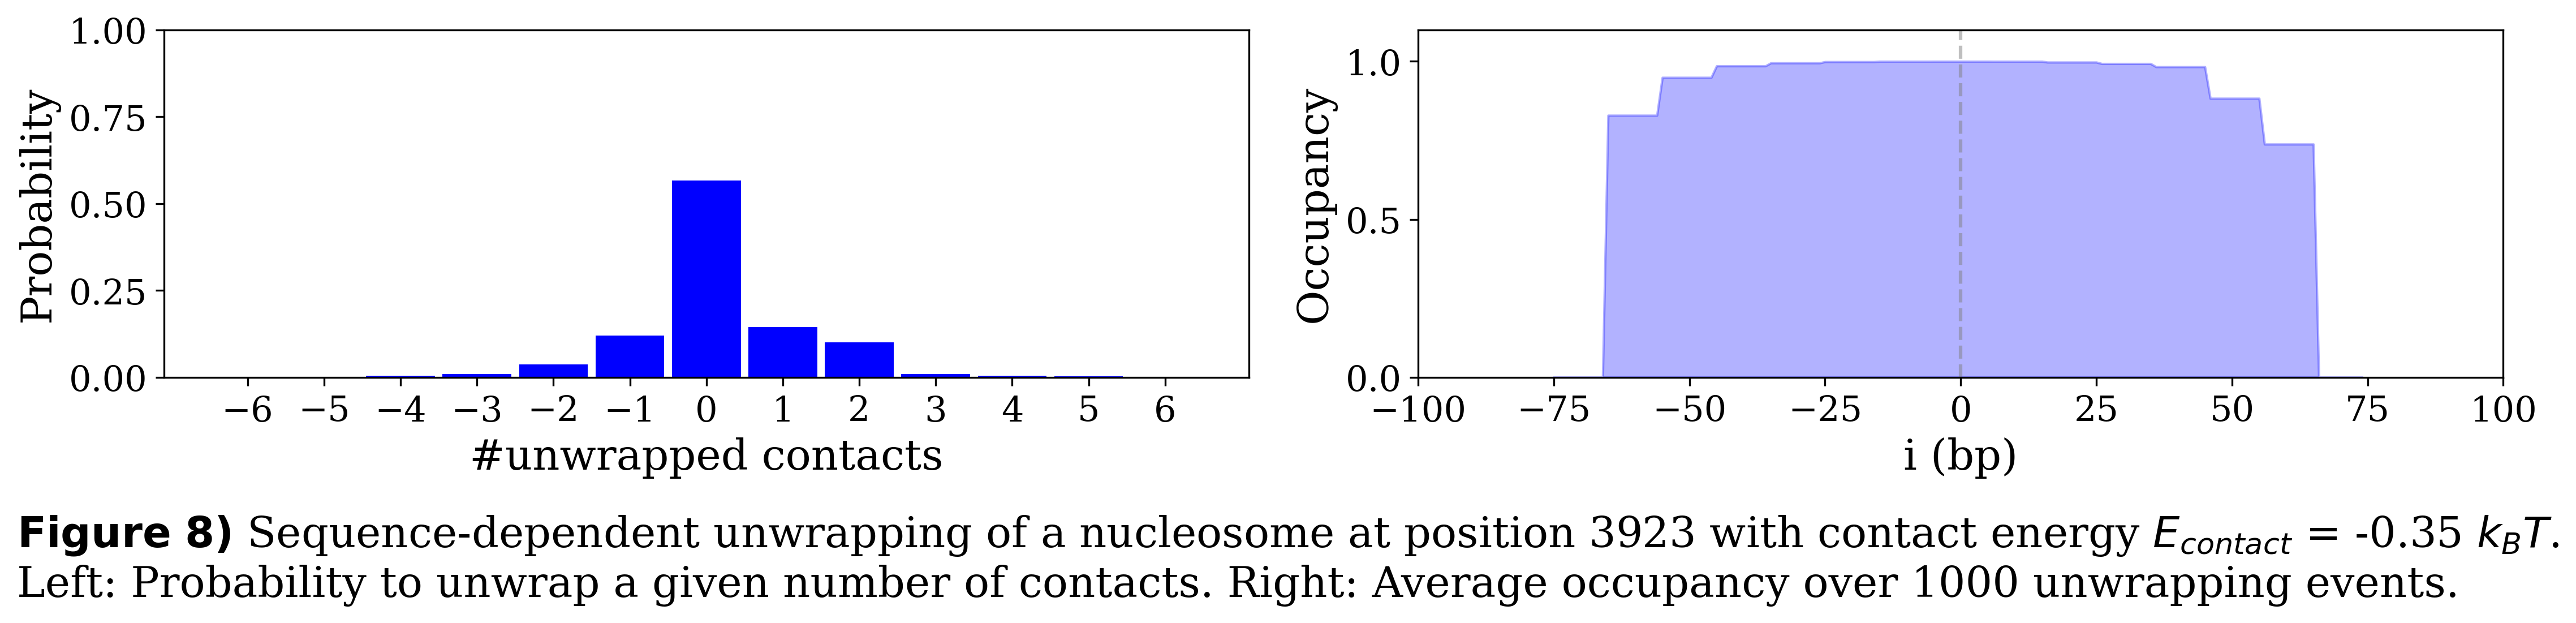 1.00
0.75
0.50
0.25
0.00
Probability
−6 −5 −4 −3 −2 −1 0 1 2 3 4 5 6
#unwrapped contacts
1.0
0.5
0.0
Occupancy
−100 −75 −50 −25 0 25 50 75 100
i (bp)
Figure 8) Sequence-dependent unwrapping of a nucleosome at position 3923 with contact energy E_contact = -0.35 k_BT.
Left: Probability to unwrap a given number of contacts. Right: Average occupancy over 1000 unwrapping events.